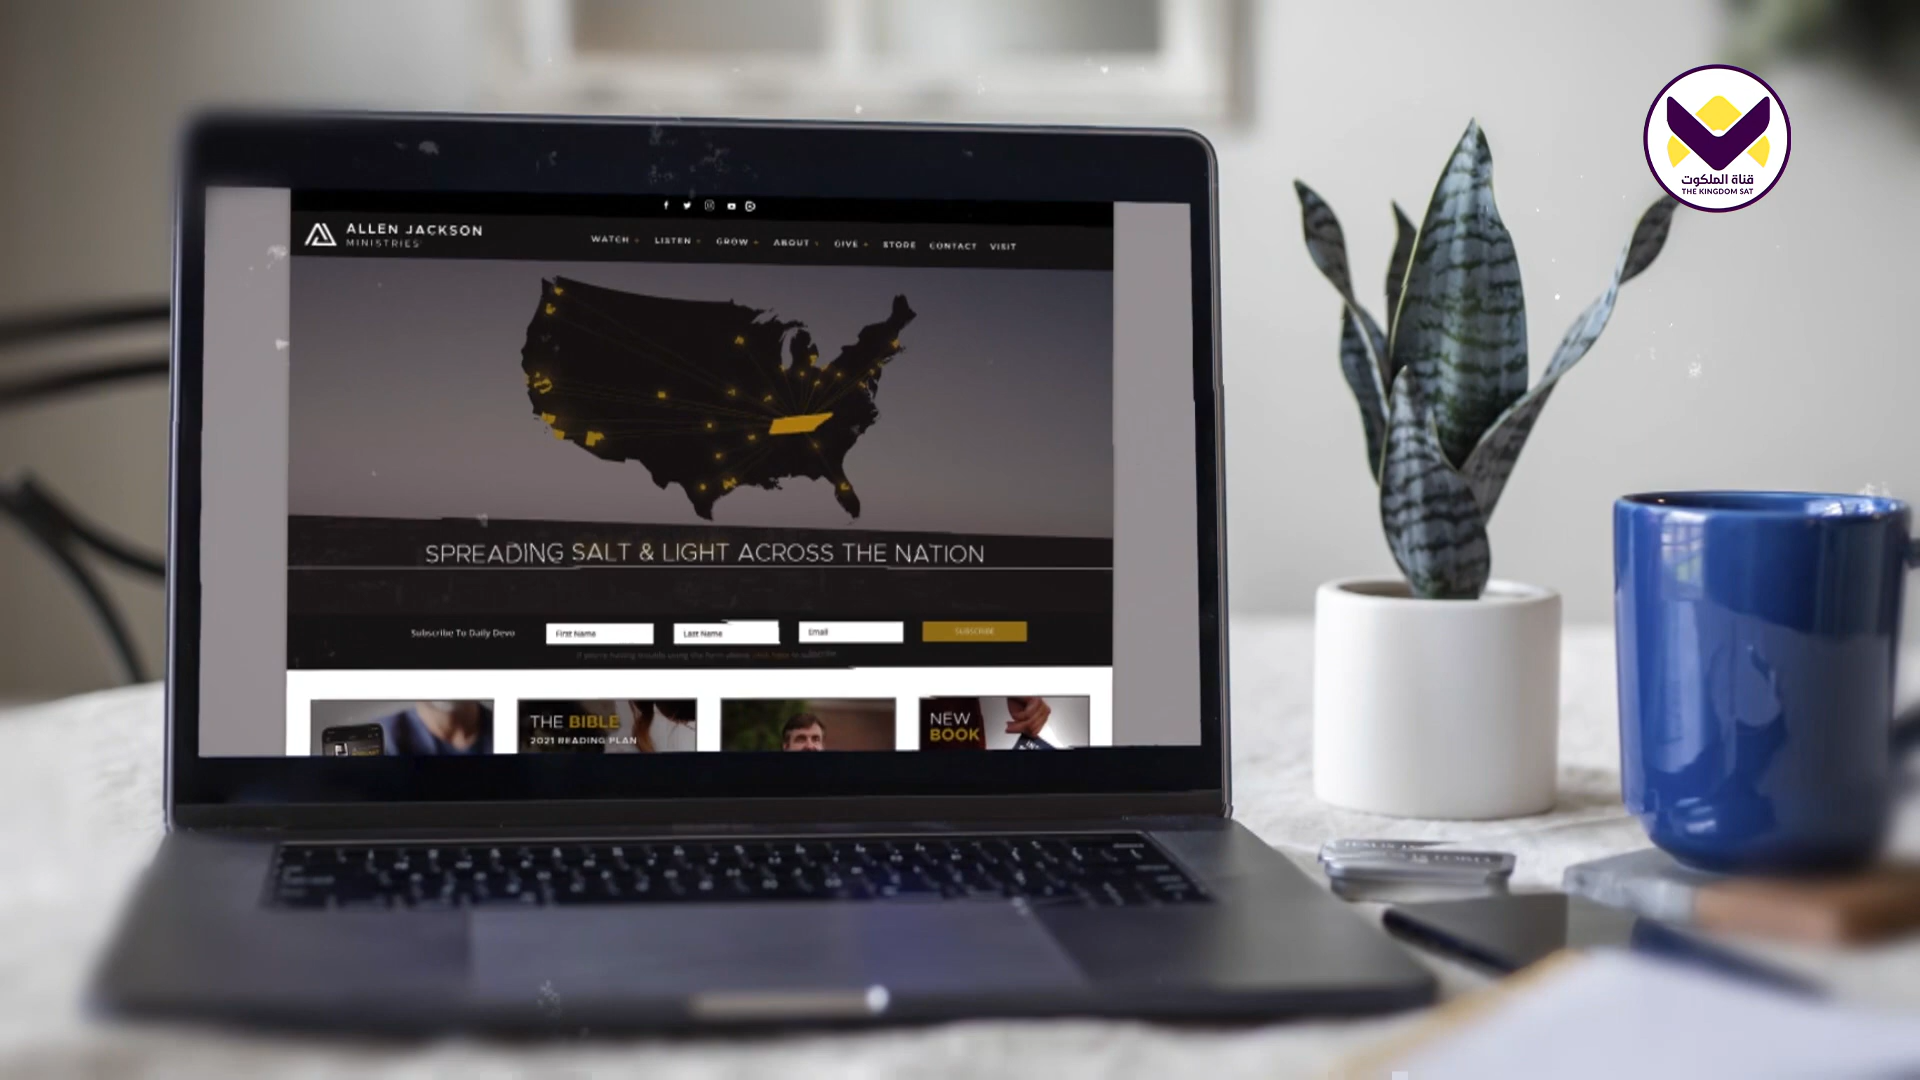 قناة الملكوت
THE KINGDOM SAT
ALLEN JACKSON
MINISTRIES
WATCH
LISTEN
GROW
ABOUT
GIVE
STORE
CONTACT
VISIT
SPREADING SALT & LIGHT ACROSS THE NATION
Subscribe To Daily Devo
First Name
Last Name
Email
SUBSCRIBE
THE BIBLE
2021 READING PLAN
NEW
BOOK